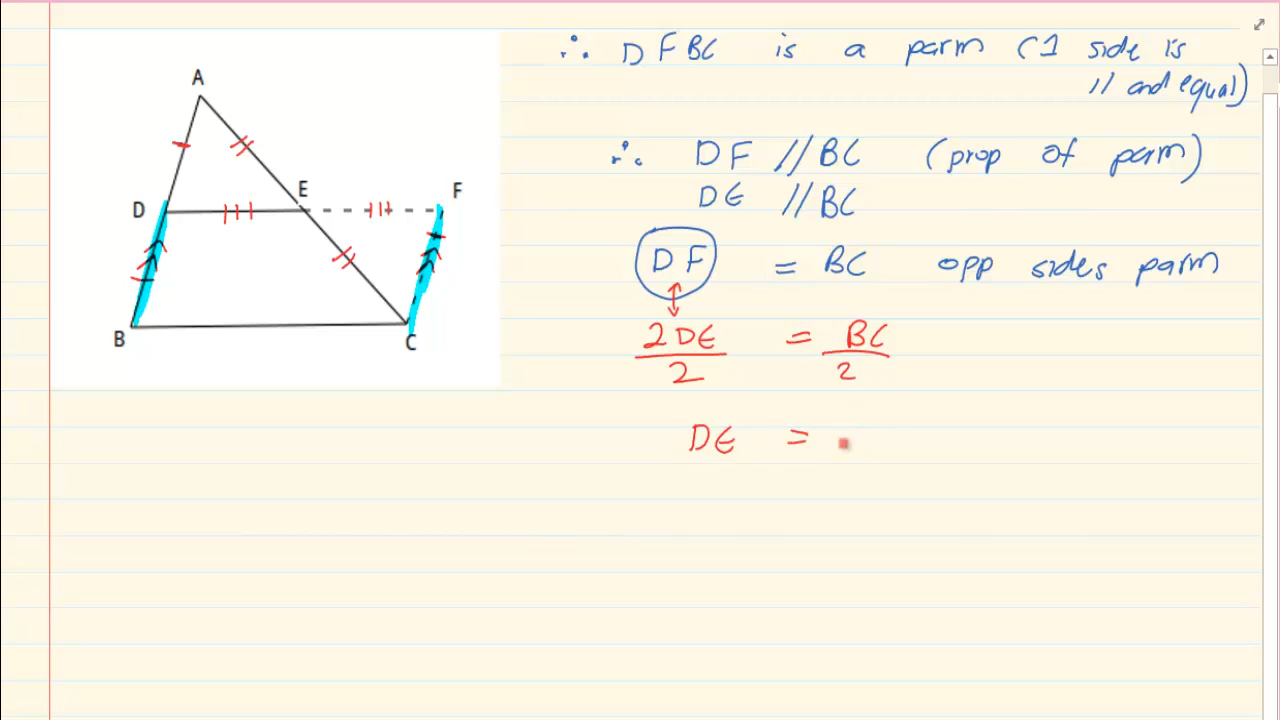 A
D
E
F
B
C
∴ DFBC is a parm (1 side is
// and equal)
∴ DF // BC (prop of parm)
DE // BC
DF = BC opp sides parm
2DE/2 = BC/2
DE =